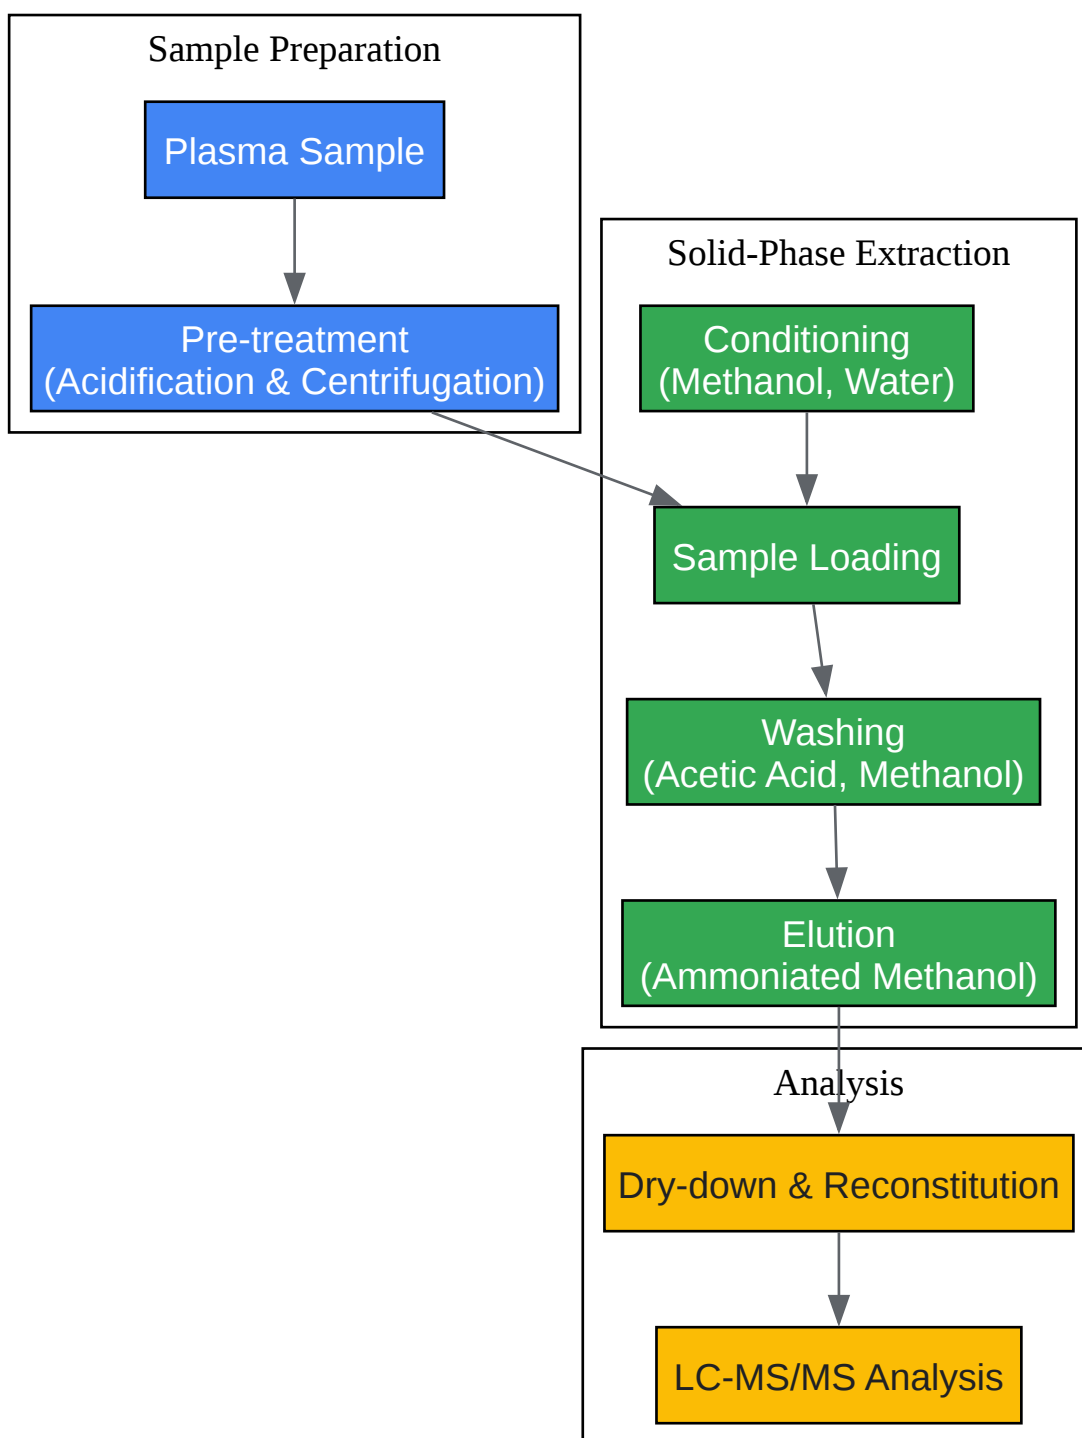 Sample Preparation
Plasma Sample
Pre-treatment
(Acidification & Centrifugation)
Solid-Phase Extraction
Conditioning
(Methanol, Water)
Sample Loading
Washing
(Acetic Acid, Methanol)
Elution
(Ammoniated Methanol)
Analysis
Dry-down & Reconstitution
LC-MS/MS Analysis